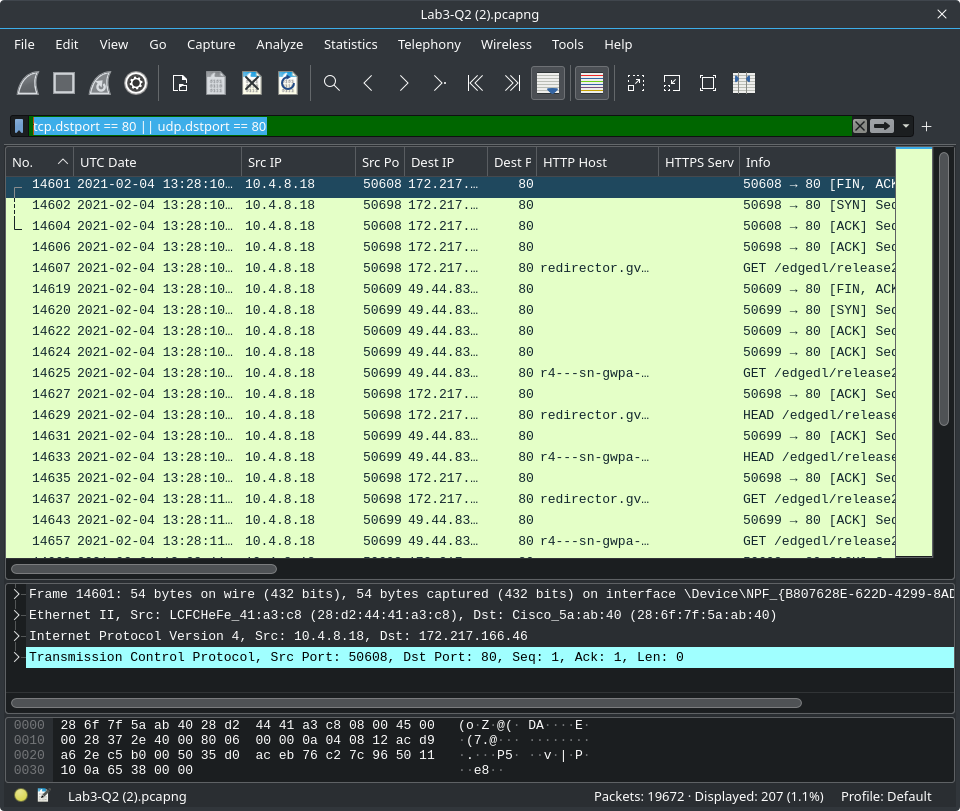 Lab3-Q2 (2).pcapng
File Edit View Go Capture Analyze Statistics Telephony Wireless Tools Help
tcp.dstport == 80 || udp.dstport == 80
No. UTC Date Src IP Src Po Dest IP Dest P HTTP Host HTTPS Serv Info
14601 2021-02-04 13:28:10… 10.4.8.18 50608 172.217.… 80 50608 → 80 [FIN, ACK
14602 2021-02-04 13:28:10… 10.4.8.18 50698 172.217.… 80 50698 → 80 [SYN] Seq
14604 2021-02-04 13:28:10… 10.4.8.18 50608 172.217.… 80 50608 → 80 [ACK] Seq
14606 2021-02-04 13:28:10… 10.4.8.18 50698 172.217.… 80 50698 → 80 [ACK] Seq
14607 2021-02-04 13:28:10… 10.4.8.18 50698 172.217.… 80 redirector.gv… GET /edgedl/release2
14619 2021-02-04 13:28:10… 10.4.8.18 50609 49.44.83… 80 50609 → 80 [FIN, ACK
14620 2021-02-04 13:28:10… 10.4.8.18 50699 49.44.83… 80 50699 → 80 [SYN] Seq
14622 2021-02-04 13:28:10… 10.4.8.18 50609 49.44.83… 80 50609 → 80 [ACK] Seq
14624 2021-02-04 13:28:10… 10.4.8.18 50699 49.44.83… 80 50699 → 80 [ACK] Seq
14625 2021-02-04 13:28:10… 10.4.8.18 50699 49.44.83… 80 r4---sn-gwpa-… GET /edgedl/release2
14627 2021-02-04 13:28:10… 10.4.8.18 50698 172.217.… 80 50698 → 80 [ACK] Seq
14629 2021-02-04 13:28:10… 10.4.8.18 50698 172.217.… 80 redirector.gv… HEAD /edgedl/release
14631 2021-02-04 13:28:10… 10.4.8.18 50699 49.44.83… 80 50699 → 80 [ACK] Seq
14633 2021-02-04 13:28:10… 10.4.8.18 50699 49.44.83… 80 r4---sn-gwpa-… HEAD /edgedl/release
14635 2021-02-04 13:28:10… 10.4.8.18 50698 172.217.… 80 50698 → 80 [ACK] Seq
14637 2021-02-04 13:28:11… 10.4.8.18 50698 172.217.… 80 redirector.gv… GET /edgedl/release2
14643 2021-02-04 13:28:11… 10.4.8.18 50699 49.44.83… 80 50699 → 80 [ACK] Seq
14657 2021-02-04 13:28:11… 10.4.8.18 50699 49.44.83… 80 r4---sn-gwpa-… GET /edgedl/release2
Frame 14601: 54 bytes on wire (432 bits), 54 bytes captured (432 bits) on interface \Device\NPF_{B807628E-622D-4299-8AD
Ethernet II, Src: LCFCHeFe_41:a3:c8 (28:d2:44:41:a3:c8), Dst: Cisco_5a:ab:40 (28:6f:7f:5a:ab:40)
Internet Protocol Version 4, Src: 10.4.8.18, Dst: 172.217.166.46
Transmission Control Protocol, Src Port: 50608, Dst Port: 80, Seq: 1, Ack: 1, Len: 0
0000 28 6f 7f 5a ab 40 28 d2 44 41 a3 c8 08 00 45 00 (o·Z·@(· DA····E·
0010 00 28 37 2e 40 00 80 06 00 00 0a 04 08 12 ac d9 ·(7.@··· ········
0020 a6 2e c5 b0 00 50 35 d0 ac eb 76 c2 7c 96 50 11 ·.···P5· ··v·|·P·
0030 10 0a 65 38 00 00 ··e8··
Lab3-Q2 (2).pcapng Packets: 19672 · Displayed: 207 (1.1%) Profile: Default